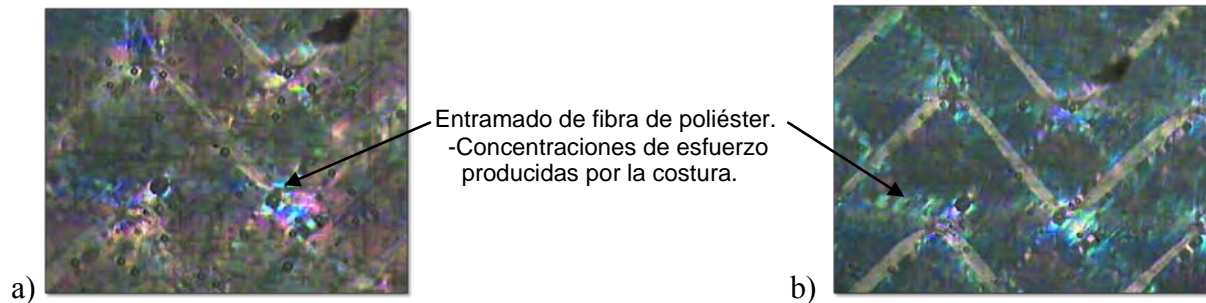 Entramado de fibra de poliéster.
-Concentraciones de esfuerzo
producidas por la costura.
a)
b)